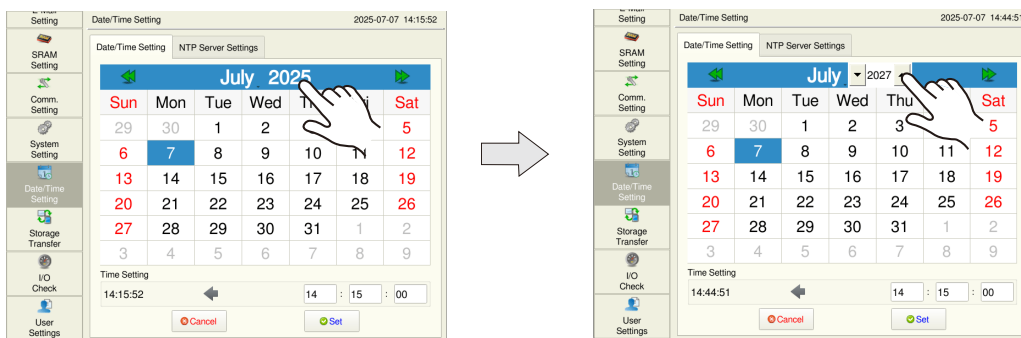 Setting
Date/Time Setting
2025-07-07 14:15:52
SRAM
Setting
Comm.
Setting
System
Setting
Date/Time
Setting
Storage
Transfer
I/O
Check
User
Settings
Date/Time Setting
NTP Server Settings
July 2025
Sun Mon Tue Wed Sat
29 30 1 2 5
6 7 8 9 10 11 12
13 14 15 16 17 18 19
20 21 22 23 24 25 26
27 28 29 30 31 1 2
3 4 5 6 7 8 9
Time Setting
14:15:52
14 : 15 : 00
Cancel
Set
Setting
Date/Time Setting
2025-07-07 14:44:51
SRAM
Setting
Comm.
Setting
System
Setting
Date/Time
Setting
Storage
Transfer
I/O
Check
User
Settings
Date/Time Setting
NTP Server Settings
July 2027
Sun Mon Tue Wed Thu Sat
29 30 1 2 3 5
6 7 8 9 10 11 12
13 14 15 16 17 18 19
20 21 22 23 24 25 26
27 28 29 30 31 1 2
3 4 5 6 7 8 9
Time Setting
14:44:51
14 : 15 : 00
Cancel
Set